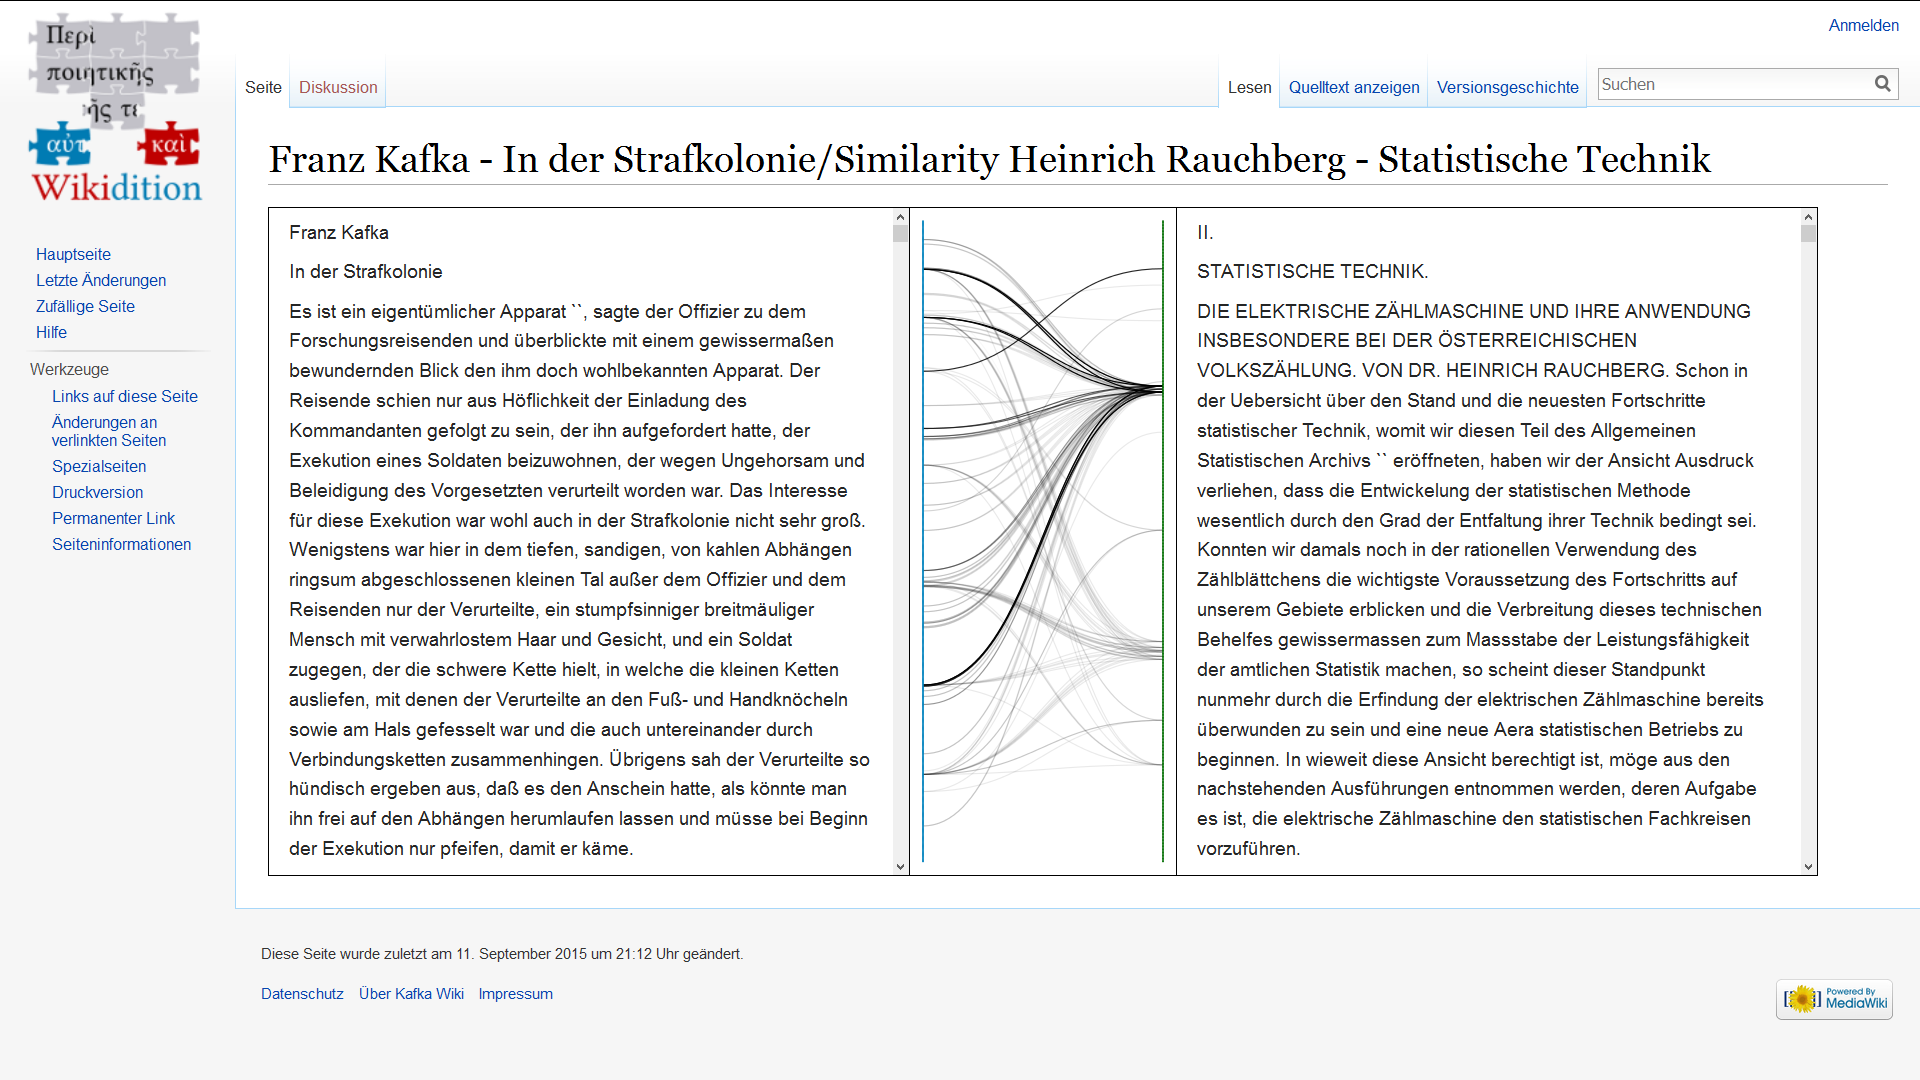 Περὶ
ποιητικῆς
ῆς τε
αὐτ
καὶ
Wikidition
Anmelden
Seite
Diskussion
Lesen
Quelltext anzeigen
Versionsgeschichte
Suchen
Hauptseite
Letzte Änderungen
Zufällige Seite
Hilfe
Werkzeuge
Links auf diese Seite
Änderungen an
verlinkten Seiten
Spezialseiten
Druckversion
Permanenter Link
Seiteninformationen
Franz Kafka - In der Strafkolonie/Similarity Heinrich Rauchberg - Statistische Technik
Franz Kafka
In der Strafkolonie
Es ist ein eigentümlicher Apparat ``, sagte der Offizier zu dem
Forschungsreisenden und überblickte mit einem gewissermaßen
bewundernden Blick den ihm doch wohlbekannten Apparat. Der
Reisende schien nur aus Höflichkeit der Einladung des
Kommandanten gefolgt zu sein, der ihn aufgefordert hatte, der
Exekution eines Soldaten beizuwohnen, der wegen Ungehorsam und
Beleidigung des Vorgesetzten verurteilt worden war. Das Interesse
für diese Exekution war wohl auch in der Strafkolonie nicht sehr groß.
Wenigstens war hier in dem tiefen, sandigen, von kahlen Abhängen
ringsum abgeschlossenen kleinen Tal außer dem Offizier und dem
Reisenden nur der Verurteilte, ein stumpfsinniger breitmäuliger
Mensch mit verwahrlostem Haar und Gesicht, und ein Soldat
zugegen, der die schwere Kette hielt, in welche die kleinen Ketten
ausliefen, mit denen der Verurteilte an den Fuß- und Handknöcheln
sowie am Hals gefesselt war und die auch untereinander durch
Verbindungsketten zusammenhingen. Übrigens sah der Verurteilte so
hündisch ergeben aus, daß es den Anschein hatte, als könnte man
ihn frei auf den Abhängen herumlaufen lassen und müsse bei Beginn
der Exekution nur pfeifen, damit er käme.
II.
STATISTISCHE TECHNIK.
DIE ELEKTRISCHE ZÄHLMASCHINE UND IHRE ANWENDUNG
INSBESONDERE BEI DER ÖSTERREICHISCHEN
VOLKSZÄHLUNG. VON DR. HEINRICH RAUCHBERG. Schon in
der Uebersicht über den Stand und die neuesten Fortschritte
statistischer Technik, womit wir diesen Teil des Allgemeinen
Statistischen Archivs `` eröffneten, haben wir der Ansicht Ausdruck
verliehen, dass die Entwickelung der statistischen Methode
wesentlich durch den Grad der Entfaltung ihrer Technik bedingt sei.
Konnten wir damals noch in der rationellen Verwendung des
Zählblättchens die wichtigste Voraussetzung des Fortschritts auf
unserem Gebiete erblicken und die Verbreitung dieses technischen
Behelfes gewissermassen zum Massstabe der Leistungsfähigkeit
der amtlichen Statistik machen, so scheint dieser Standpunkt
nunmehr durch die Erfindung der elektrischen Zählmaschine bereits
überwunden zu sein und eine neue Aera statistischen Betriebs zu
beginnen. In wieweit diese Ansicht berechtigt ist, möge aus den
nachstehenden Ausführungen entnommen werden, deren Aufgabe
es ist, die elektrische Zählmaschine den statistischen Fachkreisen
vorzuführen.
Diese Seite wurde zuletzt am 11. September 2015 um 21:12 Uhr geändert.
Datenschutz
Über Kafka Wiki
Impressum
Powered By
MediaWiki